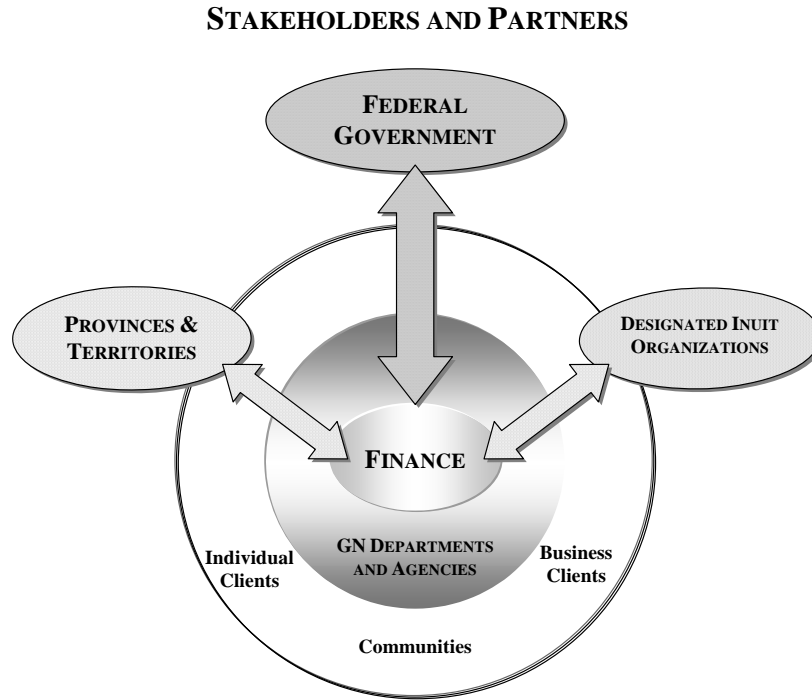 STAKEHOLDERS AND PARTNERS
FEDERAL
GOVERNMENT
PROVINCES &
TERRITORIES
DESIGNATED INUIT
ORGANIZATIONS
FINANCE
GN DEPARTMENTS
AND AGENCIES
Individual
Clients
Business
Clients
Communities